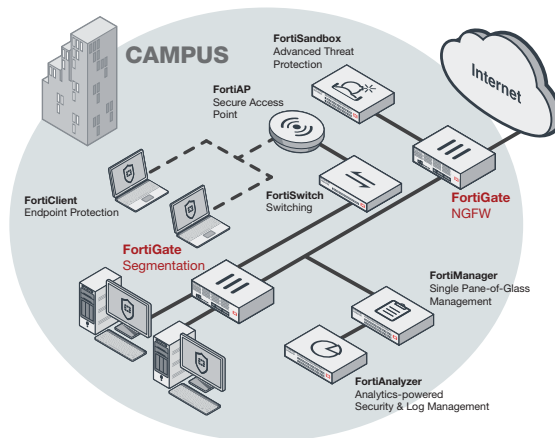 CAMPUS
FortiSandbox
Advanced Threat
Protection
Internet
FortiAP
Secure Access
Point
FortiClient
Endpoint Protection
FortiSwitch
Switching
FortiGate
NGFW
FortiGate
Segmentation
FortiManager
Single Pane-of-Glass
Management
FortiAnalyzer
Analytics-powered
Security & Log Management